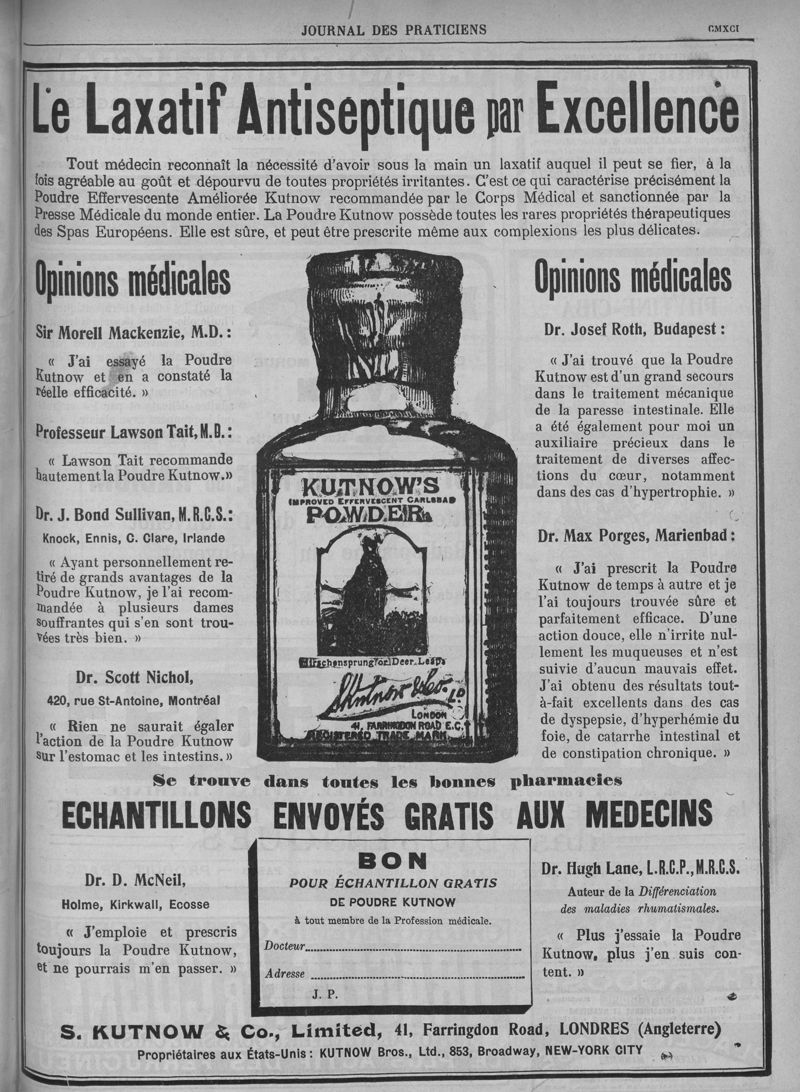 JOURNAL DES PRATICIENS
CMXCI
Le Laxatif Antiseptique par Excellence
Tout médecin reconnaît la nécessité d'avoir sous la main un laxatif auquel il peut se fier, à la
fois agréable au goût et dépourvu de toutes propriétés irritantes. C'est ce qui caractérise précisément la
Poudre Effervescente Améliorée Kutnow recommandée par le Corps Médical et sanctionnée par la
Presse Médicale du monde entier. La Poudre Kutnow possède toutes les rares propriétés thérapeutiques
des Spas Européens. Elle est sûre, et peut être prescrite même aux complexions les plus délicates.
Opinions médicales
Sir Morell Mackenzie, M.D. :
« J'ai essayé la Poudre
Kutnow et en a constaté la
réelle efficacité. »
Professeur Lawson Tait, M.D. :
« Lawson Tait recommande
hautement la Poudre Kutnow. »
Dr. J. Bond Sullivan, M.R.C.S. :
Knock, Ennis, C. Clare, Irlande
« Ayant personnellement re-
tiré de grands avantages de la
Poudre Kutnow, je l'ai recom-
mandée à plusieurs dames
souffrantes qui s'en sont trou-
vées très bien. »
Dr. Scott Nichol,
420, rue St-Antoine, Montréal
« Rien ne saurait égaler
l'action de la Poudre Kutnow
sur l'estomac et les intestins. »
KUTNOW'S
IMPROVED EFFERVESCENT CARLSBAD
POWDER
Hirschensprung or Deer Leap
S. Kutnow & Co. Ld.
LONDON
41, FARRINGDON ROAD E.C.
REGISTERED TRADE MARK
Opinions médicales
Dr. Josef Roth, Budapest :
« J'ai trouvé que la Poudre
Kutnow est d'un grand secours
dans le traitement mécanique
de la paresse intestinale. Elle
a été également pour moi un
auxiliaire précieux dans le
traitement de diverses affec-
tions du cœur, notamment
dans des cas d'hypertrophie. »
Dr. Max Porges, Marienbad :
« J'ai prescrit la Poudre
Kutnow de temps à autre et je
l'ai toujours trouvée sûre et
parfaitement efficace. D'une
action douce, elle n'irrite nul-
lement les muqueuses et n'est
suivie d'aucun mauvais effet.
J'ai obtenu des résultats tout-
à-fait excellents dans des cas
de dyspepsie, d'hyperhémie du
foie, de catarrhe intestinal et
de constipation chronique. »
Se trouve dans toutes les bonnes pharmacies
ECHANTILLONS ENVOYÉS GRATIS AUX MEDECINS
Dr. D. McNeil,
Holme, Kirkwall, Ecosse
« J'emploie et prescris
toujours la Poudre Kutnow,
et ne pourrais m'en passer. »
BON
POUR ÉCHANTILLON GRATIS
DE POUDRE KUTNOW
à tout membre de la Profession médicale.
Docteur
Adresse
J. P.
Dr. Hugh Lane, L.R.C.P., M.R.C.S.
Auteur de la Différenciation
des maladies rhumatismales.
« Plus j'essaie la Poudre
Kutnow, plus j'en suis con-
tent. »
S. KUTNOW & Co., Limited, 41, Farringdon Road, LONDRES (Angleterre)
Propriétaires aux États-Unis : KUTNOW Bros., Ltd., 853, Broadway, NEW-YORK CITY